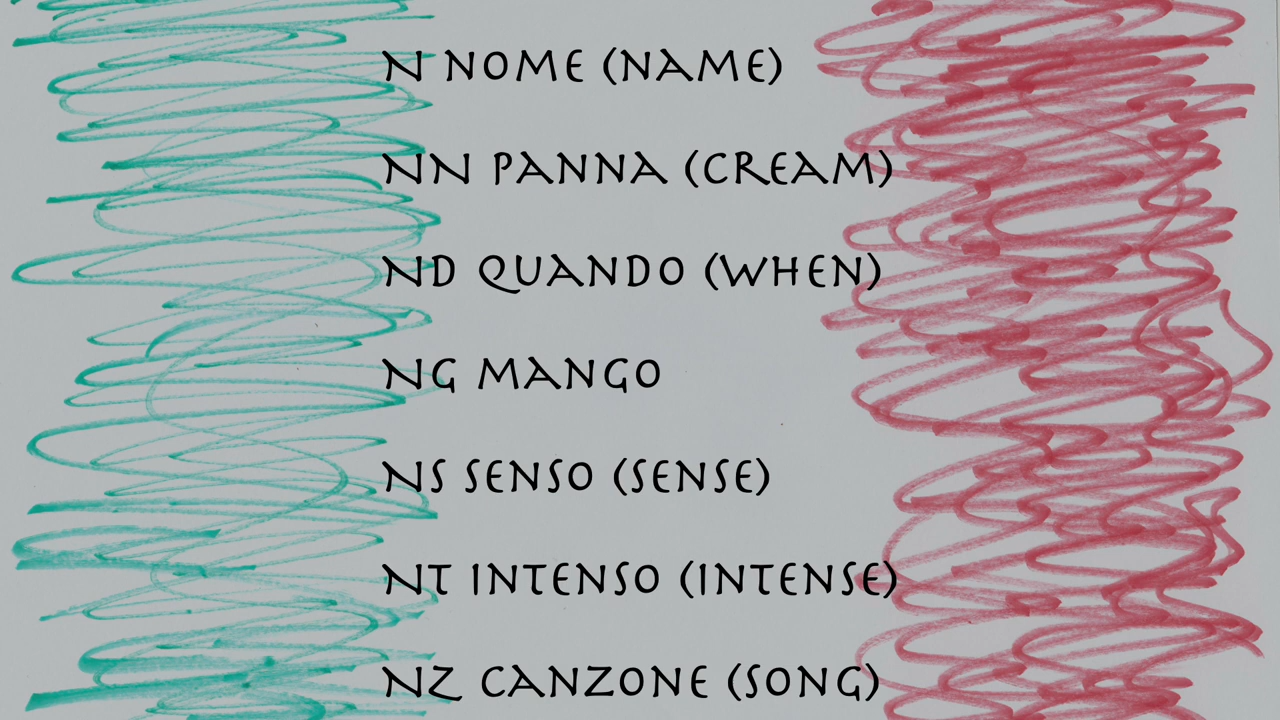 N NOME (NAME)
NN PANNA (CREAM)
ND QUANDO (WHEN)
NG MANGO
NS SENSO (SENSE)
NT INTENSO (INTENSE)
NZ CANZONE (SONG)